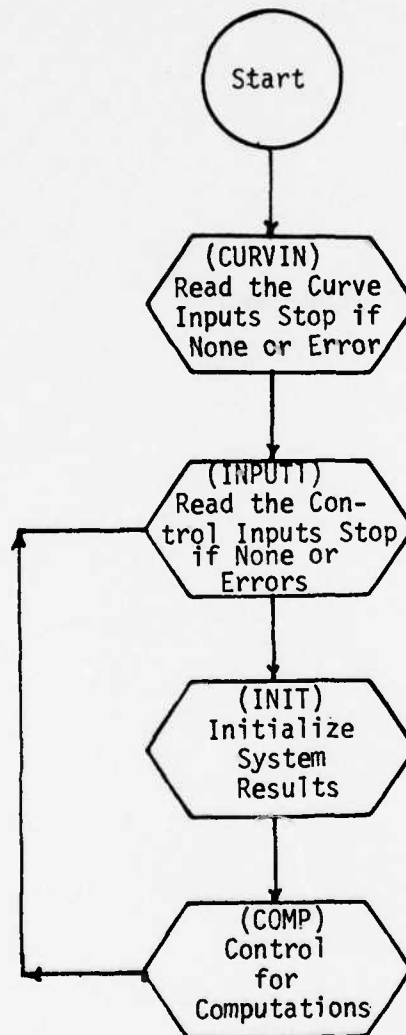 Start
(CURVIN)
Read the Curve
Inputs Stop if
None or Error
(INPUT1)
Read the Con-
trol Inputs Stop
if None or
Errors
(INIT)
Initialize
System
Results
(COMP)
Control
for
Computations